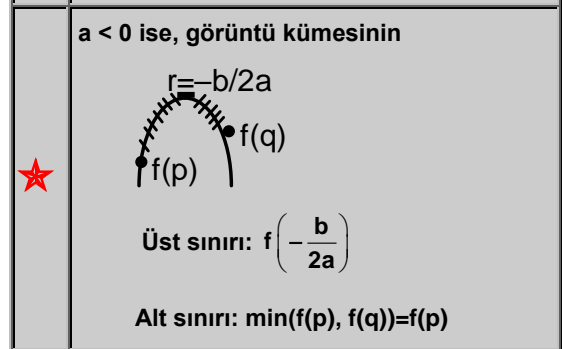 a < 0 ise, görüntü kümesinin
r=–b/2a
f(q)
f(p)
Üst sınırı: f(–b/2a)
Alt sınırı: min(f(p), f(q))=f(p)